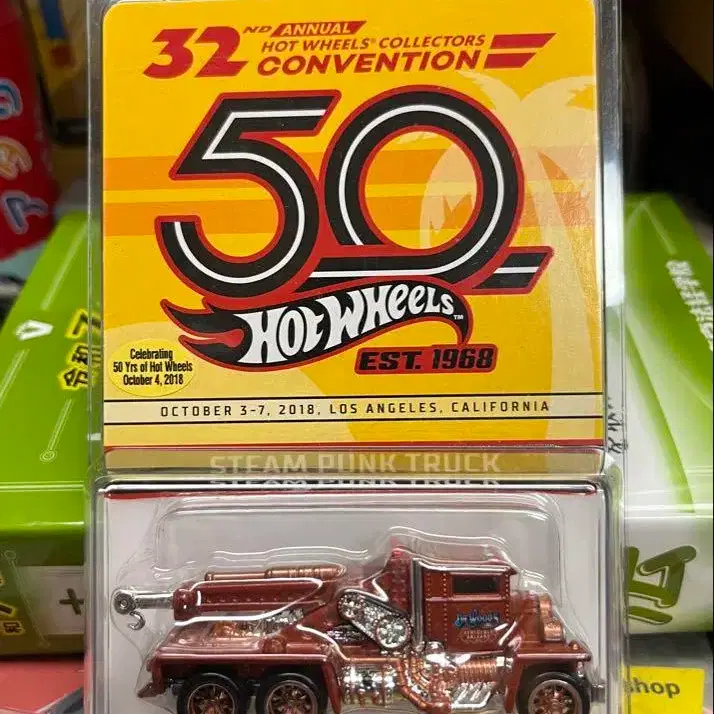 32ND ANNUAL
HOT WHEELS® COLLECTORS
CONVENTION
50
HOT WHEELS™
EST. 1968
Celebrating
50 Yrs of Hot Wheels
October 4, 2018
OCTOBER 3-7, 2018, LOS ANGELES, CALIFORNIA
STEAM PUNK TRUCK
shop